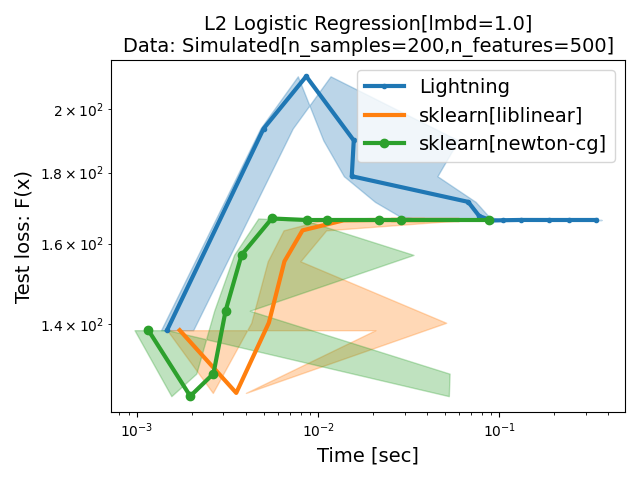 L2 Logistic Regression[lmbd=1.0]
Data: Simulated[n_samples=200,n_features=500]
Lightning
sklearn[liblinear]
sklearn[newton-cg]
Test loss: F(x)
2 × 10²
1.8 × 10²
1.6 × 10²
1.4 × 10²
10⁻³
10⁻²
10⁻¹
Time [sec]